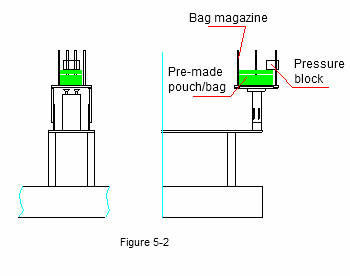 Bag magazine
Pre-made
pouch/bag
Pressure
block
Figure 5-2